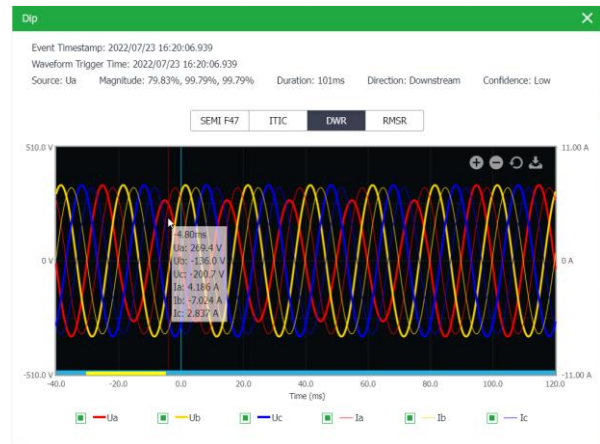 Dip
Event Timestamp: 2022/07/23 16:20:06.939
Waveform Trigger Time: 2022/07/23 16:20:06.939
Source: Ua Magnitude: 79.83%, 99.79%, 99.79% Duration: 101ms Direction: Downstream Confidence: Low
SEMI F47 ITIC DWR RMSR
510.0 V 11.00 A
-4.80ms
Ua: 269.4 V
Ub: -136.0 V
0 V Uc: -200.7 V 0 A
Ia: 4.186 A
Ib: -7.024 A
Ic: 2.837 A
-510.0 V -11.00 A
-40.0 -20.0 0.0 20.0 40.0 60.0 80.0 100.0 120.0
Time (ms)
Ua Ub Uc Ia Ib Ic